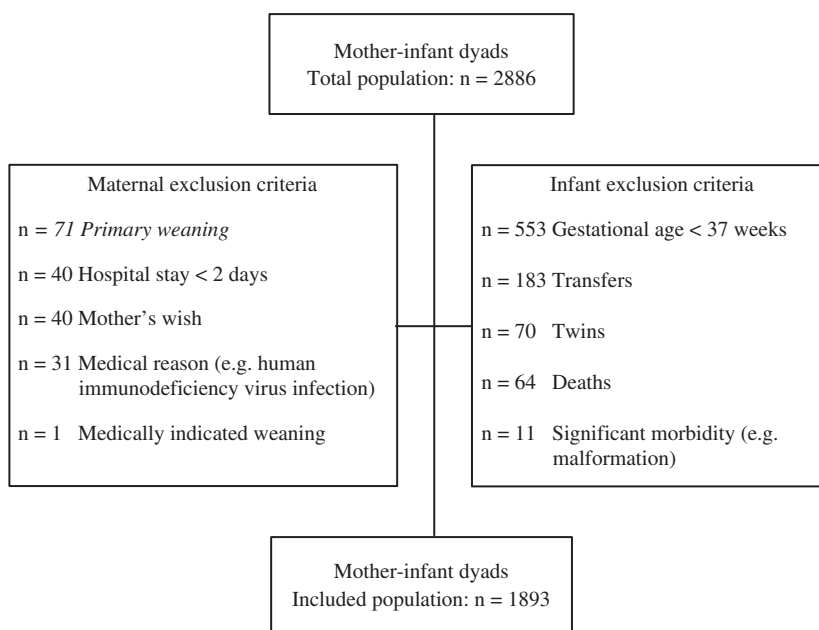 Mother-infant dyads
Total population: n = 2886
Maternal exclusion criteria
n = 71 Primary weaning
n = 40 Hospital stay < 2 days
n = 40 Mother's wish
n = 31 Medical reason (e.g. human
immunodeficiency virus infection)
n = 1 Medically indicated weaning
Infant exclusion criteria
n = 553 Gestational age < 37 weeks
n = 183 Transfers
n = 70 Twins
n = 64 Deaths
n = 11 Significant morbidity (e.g.
malformation)
Mother-infant dyads
Included population: n = 1893